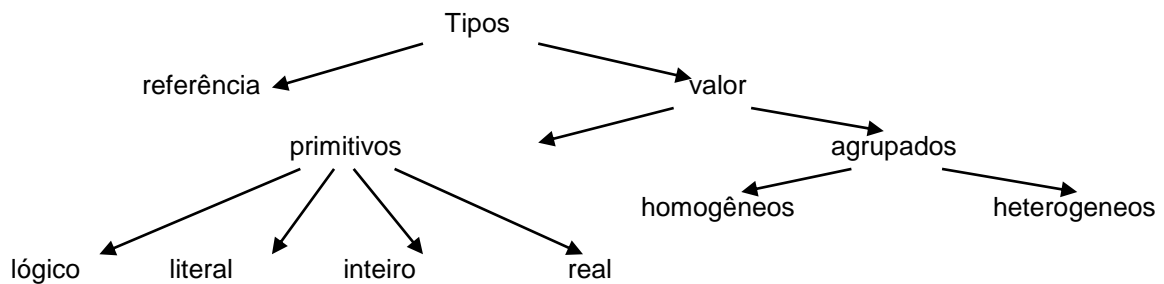 Tipos
referência valor
primitivos agrupados
homogêneos heterogeneos
lógico literal inteiro real